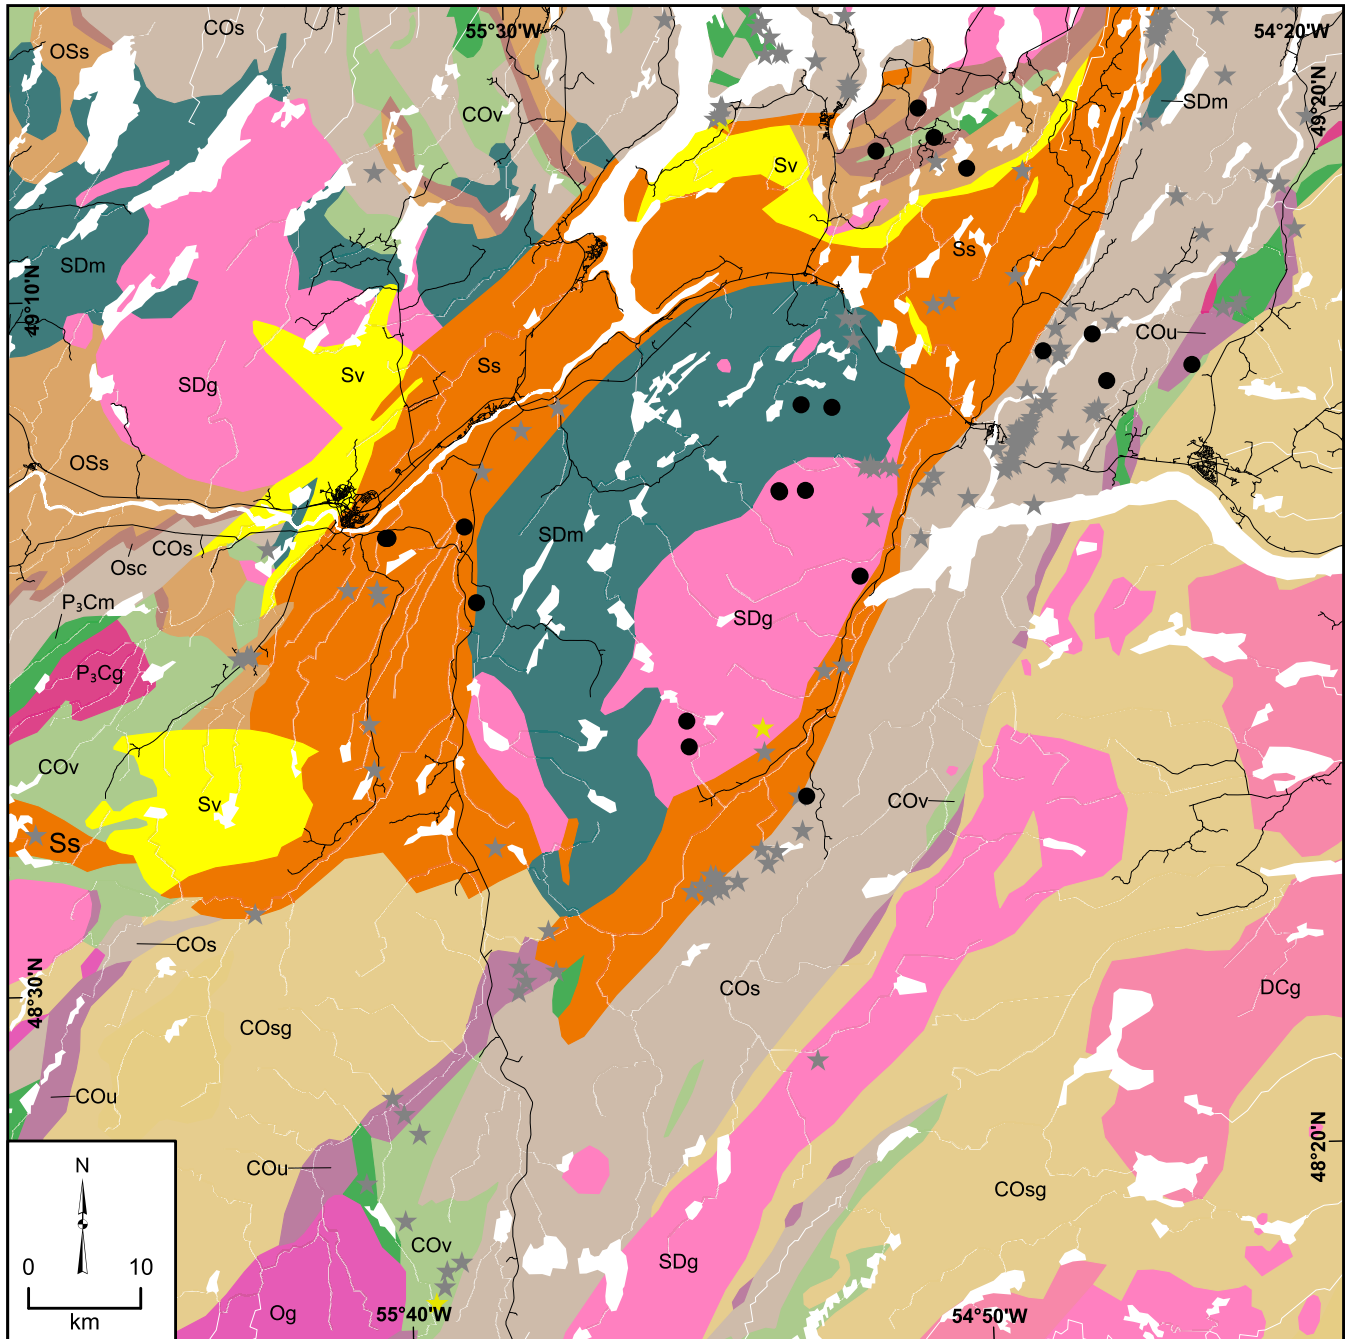 COs
55°30'W
54°20'W
OSs
COv
SDm
49°20'N
Sv
Ss
SDm
49°10'N
COu
Ss
Sv
SDg
OSs
SDm
COs
Osc
P₃Cm
SDg
P₃Cg
COv
Sv
COv
Ss
COs
COs
DCg
48°30'N
COsg
COu
48°20'N
N
COu
COsg
COv
SDg
0 10
km
Og
55°40'W
54°50'W